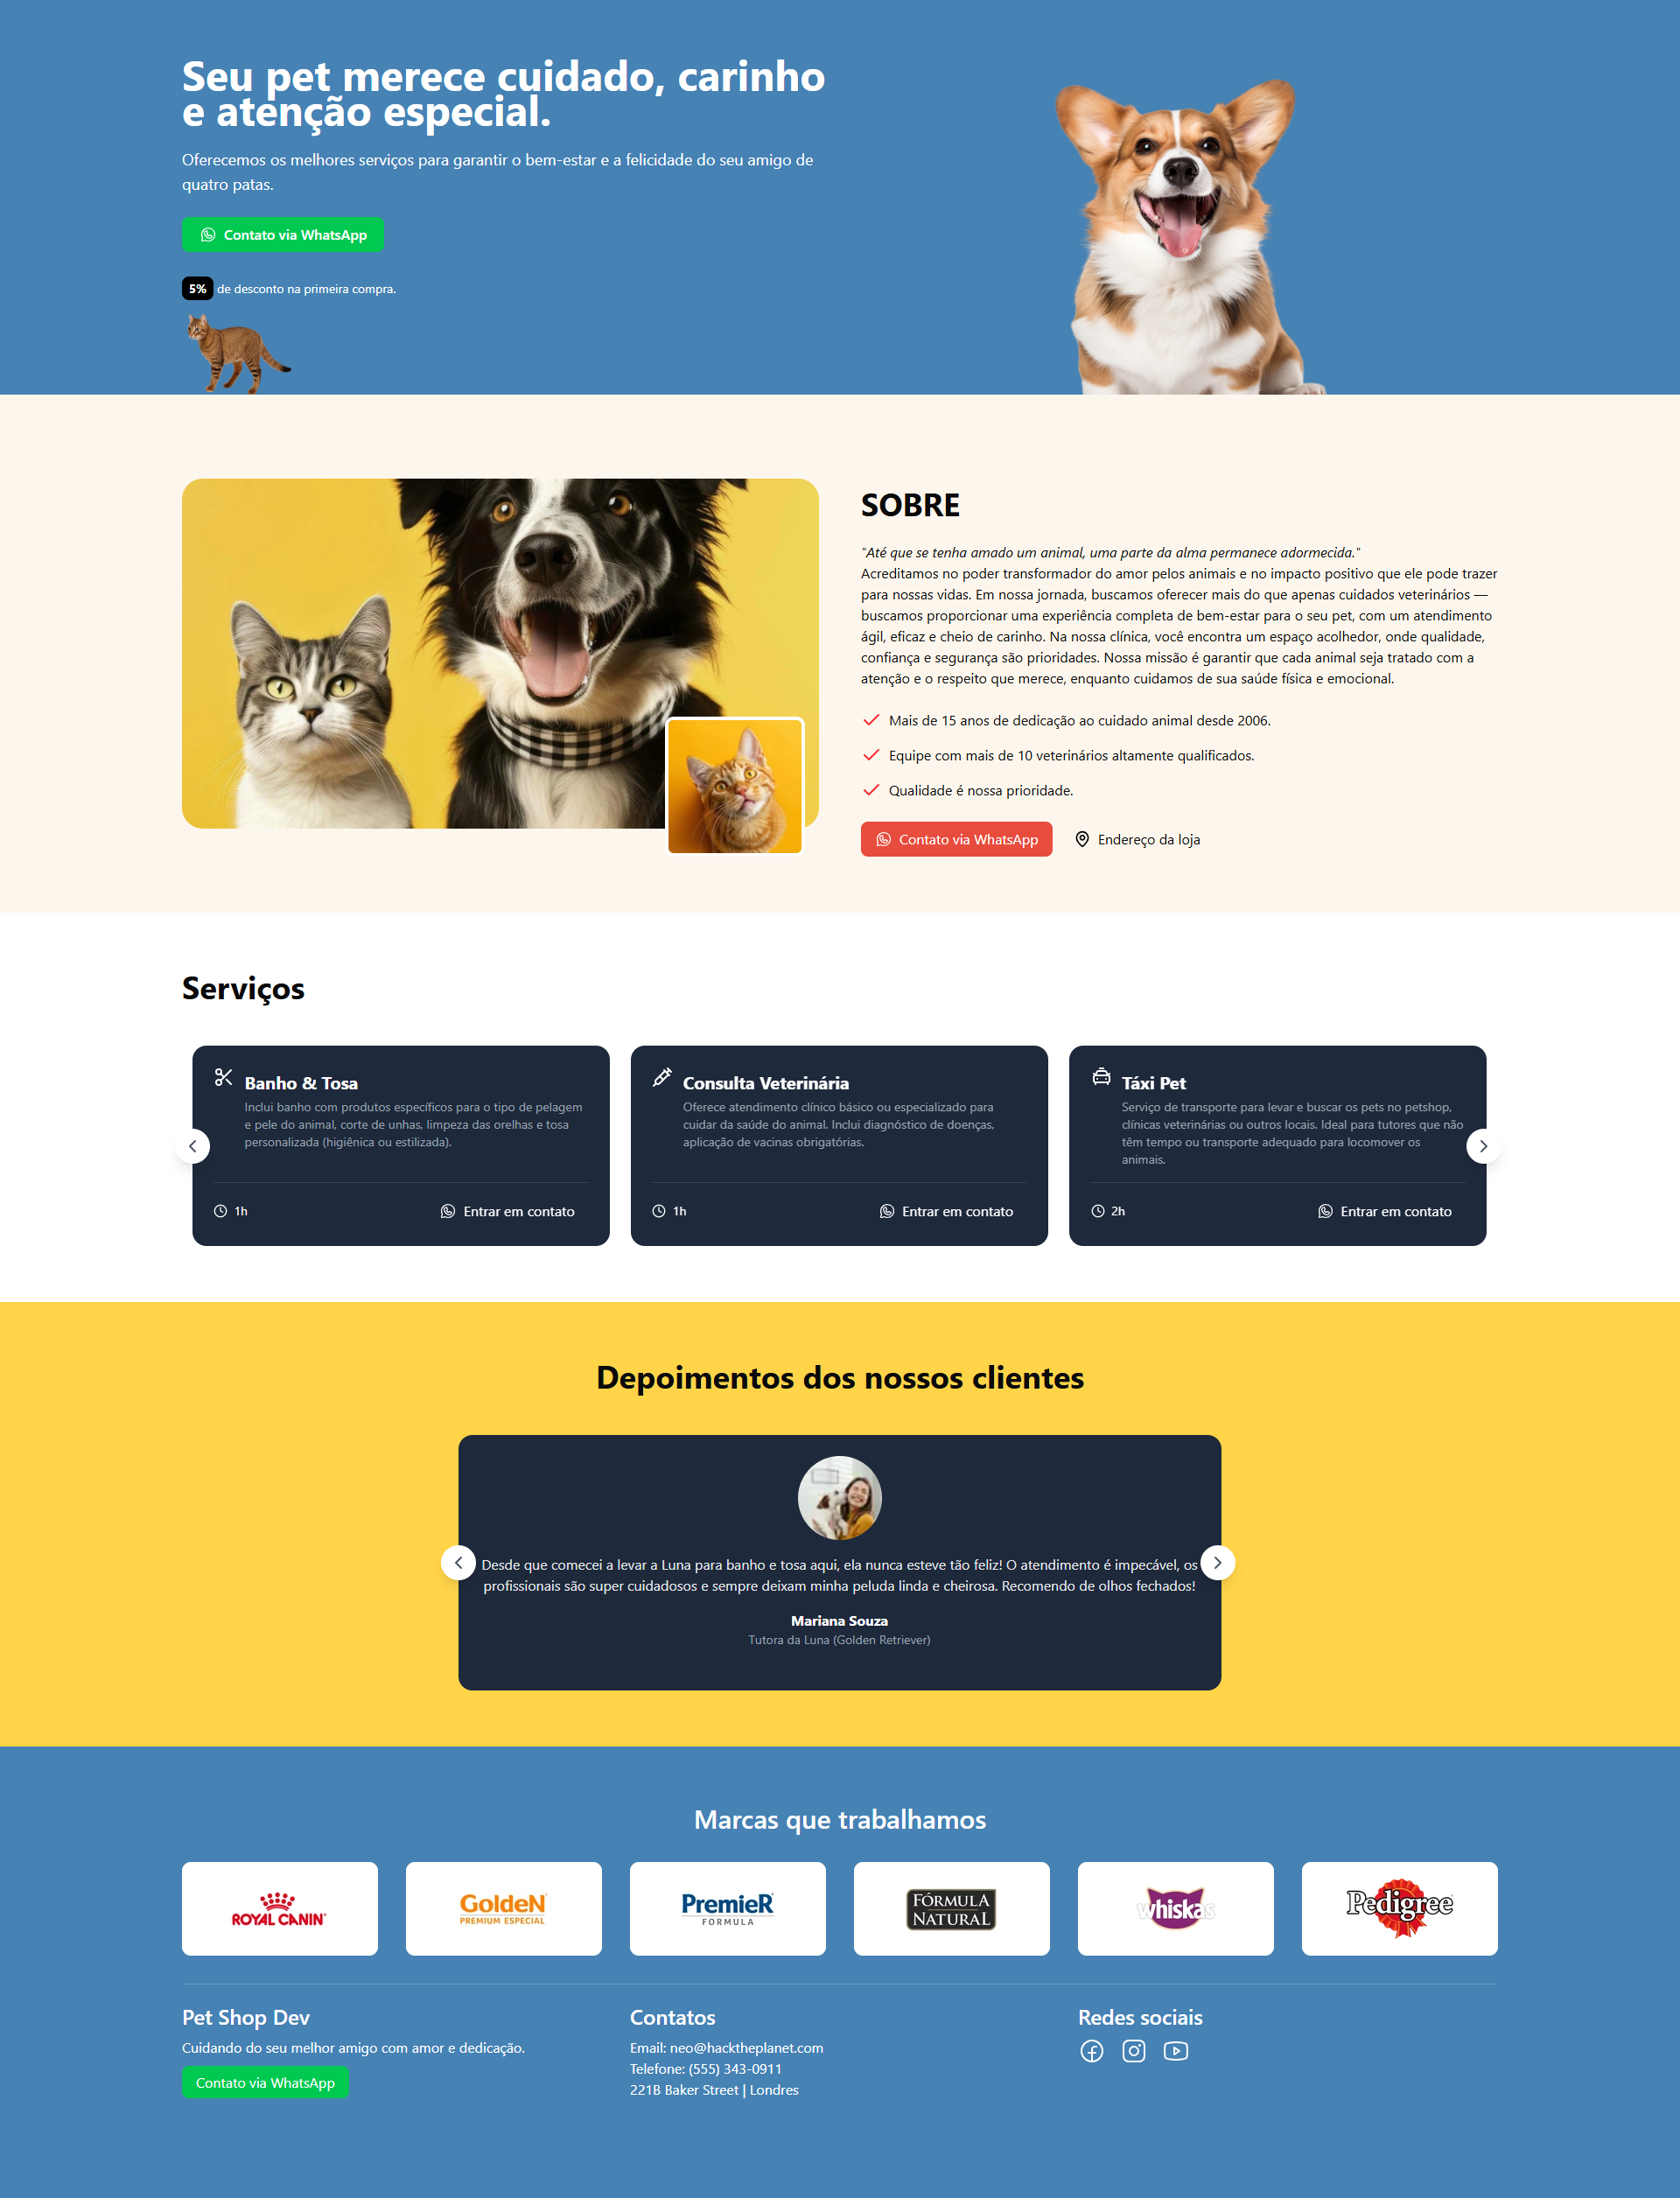 Seu pet merece cuidado, carinho
e atenção especial.
Oferecemos os melhores serviços para garantir o bem-estar e a felicidade do seu amigo de
quatro patas.
Contato via WhatsApp
5% de desconto na primeira compra.
SOBRE
"Até que se tenha amado um animal, uma parte da alma permanece adormecida."
Acreditamos no poder transformador do amor pelos animais e no impacto positivo que ele pode trazer
para nossas vidas. Em nossa jornada, buscamos oferecer mais do que apenas cuidados veterinários —
buscamos proporcionar uma experiência completa de bem-estar para o seu pet, com um atendimento
ágil, eficaz e cheio de carinho. Na nossa clínica, você encontra um espaço acolhedor, onde qualidade,
confiança e segurança são prioridades. Nossa missão é garantir que cada animal seja tratado com a
atenção e o respeito que merece, enquanto cuidamos de sua saúde física e emocional.
Mais de 15 anos de dedicação ao cuidado animal desde 2006.
Equipe com mais de 10 veterinários altamente qualificados.
Qualidade é nossa prioridade.
Contato via WhatsApp
Endereço da loja
Serviços
Banho & Tosa
Inclui banho com produtos específicos para o tipo de pelagem
e pele do animal, corte de unhas, limpeza das orelhas e tosa
personalizada (higiênica ou estilizada).
1h
Entrar em contato
Consulta Veterinária
Oferece atendimento clínico básico ou especializado para
cuidar da saúde do animal. Inclui diagnóstico de doenças,
aplicação de vacinas obrigatórias.
1h
Entrar em contato
Táxi Pet
Serviço de transporte para levar e buscar os pets no petshop,
clínicas veterinárias ou outros locais. Ideal para tutores que não
têm tempo ou transporte adequado para locomover os
animais.
2h
Entrar em contato
Depoimentos dos nossos clientes
Desde que comecei a levar a Luna para banho e tosa aqui, ela nunca esteve tão feliz! O atendimento é impecável, os
profissionais são super cuidadosos e sempre deixam minha peluda linda e cheirosa. Recomendo de olhos fechados!
Mariana Souza
Tutora da Luna (Golden Retriever)
Marcas que trabalhamos
ROYAL CANIN
GoldeN
PREMIUM ESPECIAL
PremieR
FORMULA
FÓRMULA
NATURAL
whiskas
Pedigree
Pet Shop Dev
Cuidando do seu melhor amigo com amor e dedicação.
Contato via WhatsApp
Contatos
Email: neo@hacktheplanet.com
Telefone: (555) 343-0911
221B Baker Street | Londres
Redes sociais